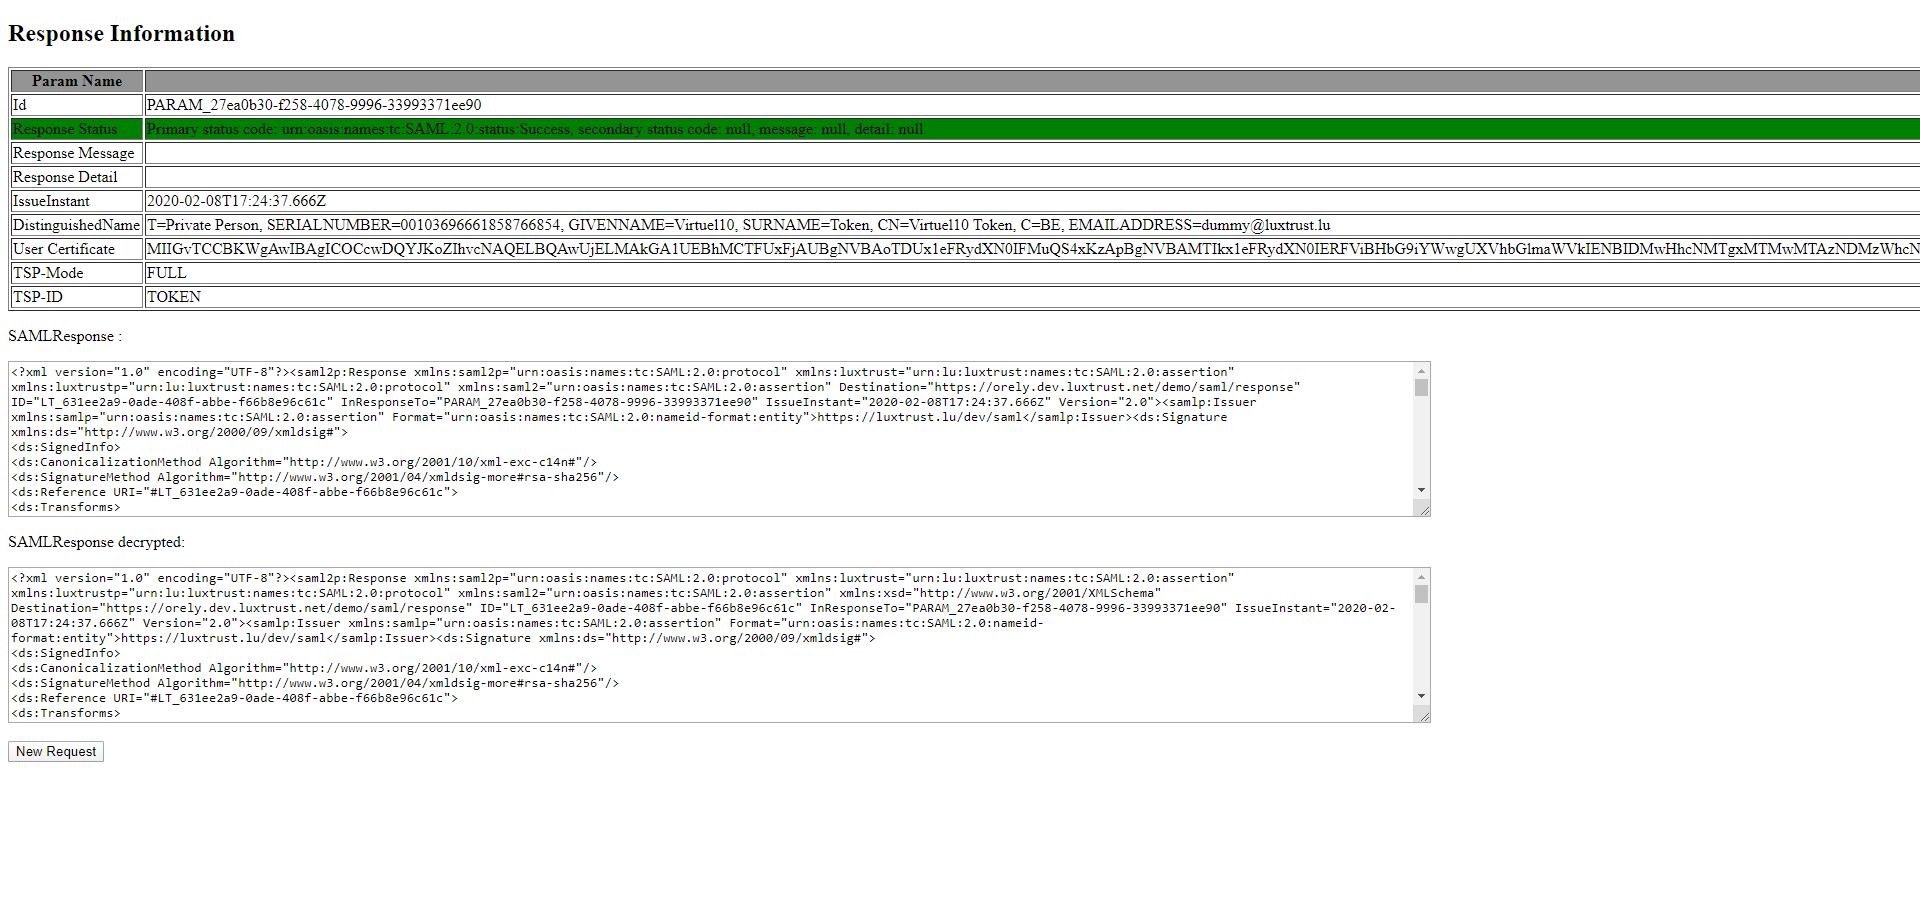 Response Information
Param Name
Id PARAM_27ea0b30-f258-4078-9996-33993371ee90
Response Status Primary status code: urn:oasis:names:tc:SAML:2.0:status:Success, secondary status code: null, message: null, detail: null
Response Message
Response Detail
IssueInstant 2020-02-08T17:24:37.666Z
DistinguishedName T=Private Person, SERIALNUMBER=00103696661858766854, GIVENNAME=Virtuel10, SURNAME=Token, CN=Virtuel10 Token, C=BE, EMAILADDRESS=dummy@luxtrust.lu
User Certificate MIIGvTCCBKWgAwIBAgICOCcwDQYJKoZIhvcNAQELBQAwUjELMAkGA1UEBhMCTFUxFjAUBgNVBAoTDUx1eFRydXN0IFMuQS4xKzApBgNVBAMTIkx1eFRydXN0IERFViBHbG9iYWwgUXVhbGlmaWVkIENBIDMwHhcNMTgxMTMwMTAzNDMzWhcN
TSP-Mode FULL
TSP-ID TOKEN
SAMLResponse :
<?xml version="1.0" encoding="UTF-8"?><saml2p:Response xmlns:saml2p="urn:oasis:names:tc:SAML:2.0:protocol" xmlns:luxtrust="urn:lu:luxtrust:names:tc:SAML:2.0:assertion"
xmlns:luxtrustp="urn:lu:luxtrust:names:tc:SAML:2.0:protocol" xmlns:saml2="urn:oasis:names:tc:SAML:2.0:assertion" Destination="https://orely.dev.luxtrust.net/demo/saml/response"
ID="LT_631ee2a9-0ade-408f-abbe-f66b8e96c61c" InResponseTo="PARAM_27ea0b30-f258-4078-9996-33993371ee90" IssueInstant="2020-02-08T17:24:37.666Z" Version="2.0"><samlp:Issuer
xmlns:samlp="urn:oasis:names:tc:SAML:2.0:assertion" Format="urn:oasis:names:tc:SAML:2.0:nameid-format:entity">https://luxtrust.lu/dev/saml</samlp:Issuer><ds:Signature
xmlns:ds="http://www.w3.org/2000/09/xmldsig#">
<ds:SignedInfo>
<ds:CanonicalizationMethod Algorithm="http://www.w3.org/2001/10/xml-exc-c14n#"/>
<ds:SignatureMethod Algorithm="http://www.w3.org/2001/04/xmldsig-more#rsa-sha256"/>
<ds:Reference URI="#LT_631ee2a9-0ade-408f-abbe-f66b8e96c61c">
<ds:Transforms>
SAMLResponse decrypted:
<?xml version="1.0" encoding="UTF-8"?><saml2p:Response xmlns:saml2p="urn:oasis:names:tc:SAML:2.0:protocol" xmlns:luxtrust="urn:lu:luxtrust:names:tc:SAML:2.0:assertion"
xmlns:luxtrustp="urn:lu:luxtrust:names:tc:SAML:2.0:protocol" xmlns:saml2="urn:oasis:names:tc:SAML:2.0:assertion" xmlns:xsd="http://www.w3.org/2001/XMLSchema"
Destination="https://orely.dev.luxtrust.net/demo/saml/response" ID="LT_631ee2a9-0ade-408f-abbe-f66b8e96c61c" InResponseTo="PARAM_27ea0b30-f258-4078-9996-33993371ee90" IssueInstant="2020-02-
08T17:24:37.666Z" Version="2.0"><samlp:Issuer xmlns:samlp="urn:oasis:names:tc:SAML:2.0:assertion" Format="urn:oasis:names:tc:SAML:2.0:nameid-
format:entity">https://luxtrust.lu/dev/saml</samlp:Issuer><ds:Signature xmlns:ds="http://www.w3.org/2000/09/xmldsig#">
<ds:SignedInfo>
<ds:CanonicalizationMethod Algorithm="http://www.w3.org/2001/10/xml-exc-c14n#"/>
<ds:SignatureMethod Algorithm="http://www.w3.org/2001/04/xmldsig-more#rsa-sha256"/>
<ds:Reference URI="#LT_631ee2a9-0ade-408f-abbe-f66b8e96c61c">
<ds:Transforms>
New Request